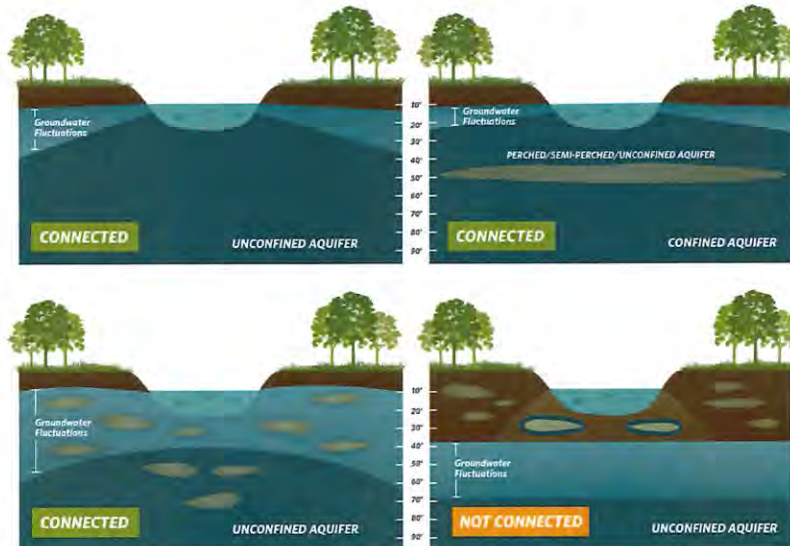 Groundwater
Fluctuations
CONNECTED
UNCONFINED AQUIFER
10'
20'
30'
40'
50'
60'
70'
80'
90'
Groundwater
Fluctuations
PERCHED/SEMI-PERCHED/UNCONFINED AQUIFER
CONNECTED
CONFINED AQUIFER
Groundwater
Fluctuations
CONNECTED
UNCONFINED AQUIFER
10'
20'
30'
40'
50'
60'
70'
80'
90'
Groundwater
Fluctuations
NOT CONNECTED
UNCONFINED AQUIFER